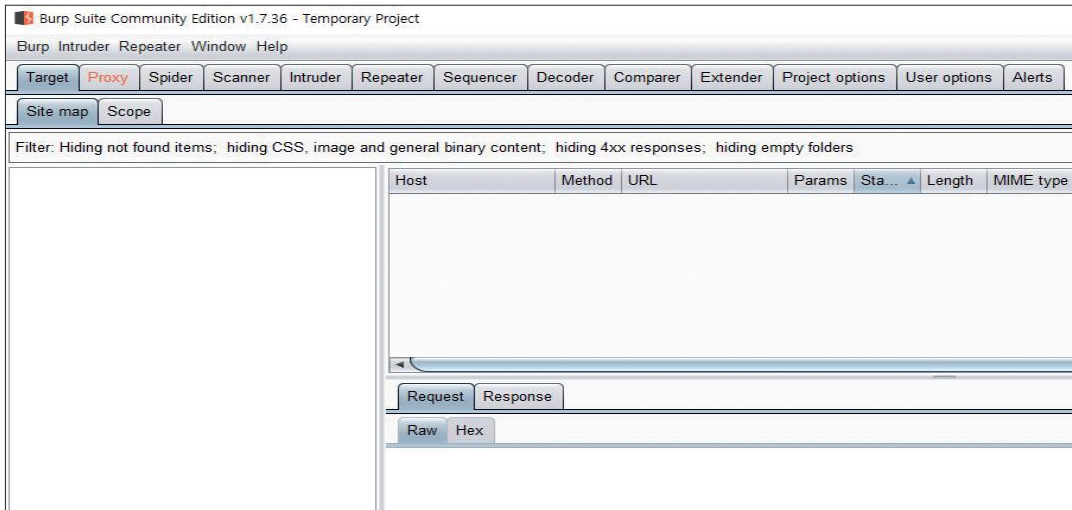 Burp Suite Community Edition v1.7.36 - Temporary Project
Burp Intruder Repeater Window Help
Target Proxy Spider Scanner Intruder Repeater Sequencer Decoder Comparer Extender Project options User options Alerts
Site map Scope
Filter: Hiding not found items; hiding CSS, image and general binary content; hiding 4xx responses; hiding empty folders
Host Method URL Params Sta... Length MIME type
Request Response
Raw Hex